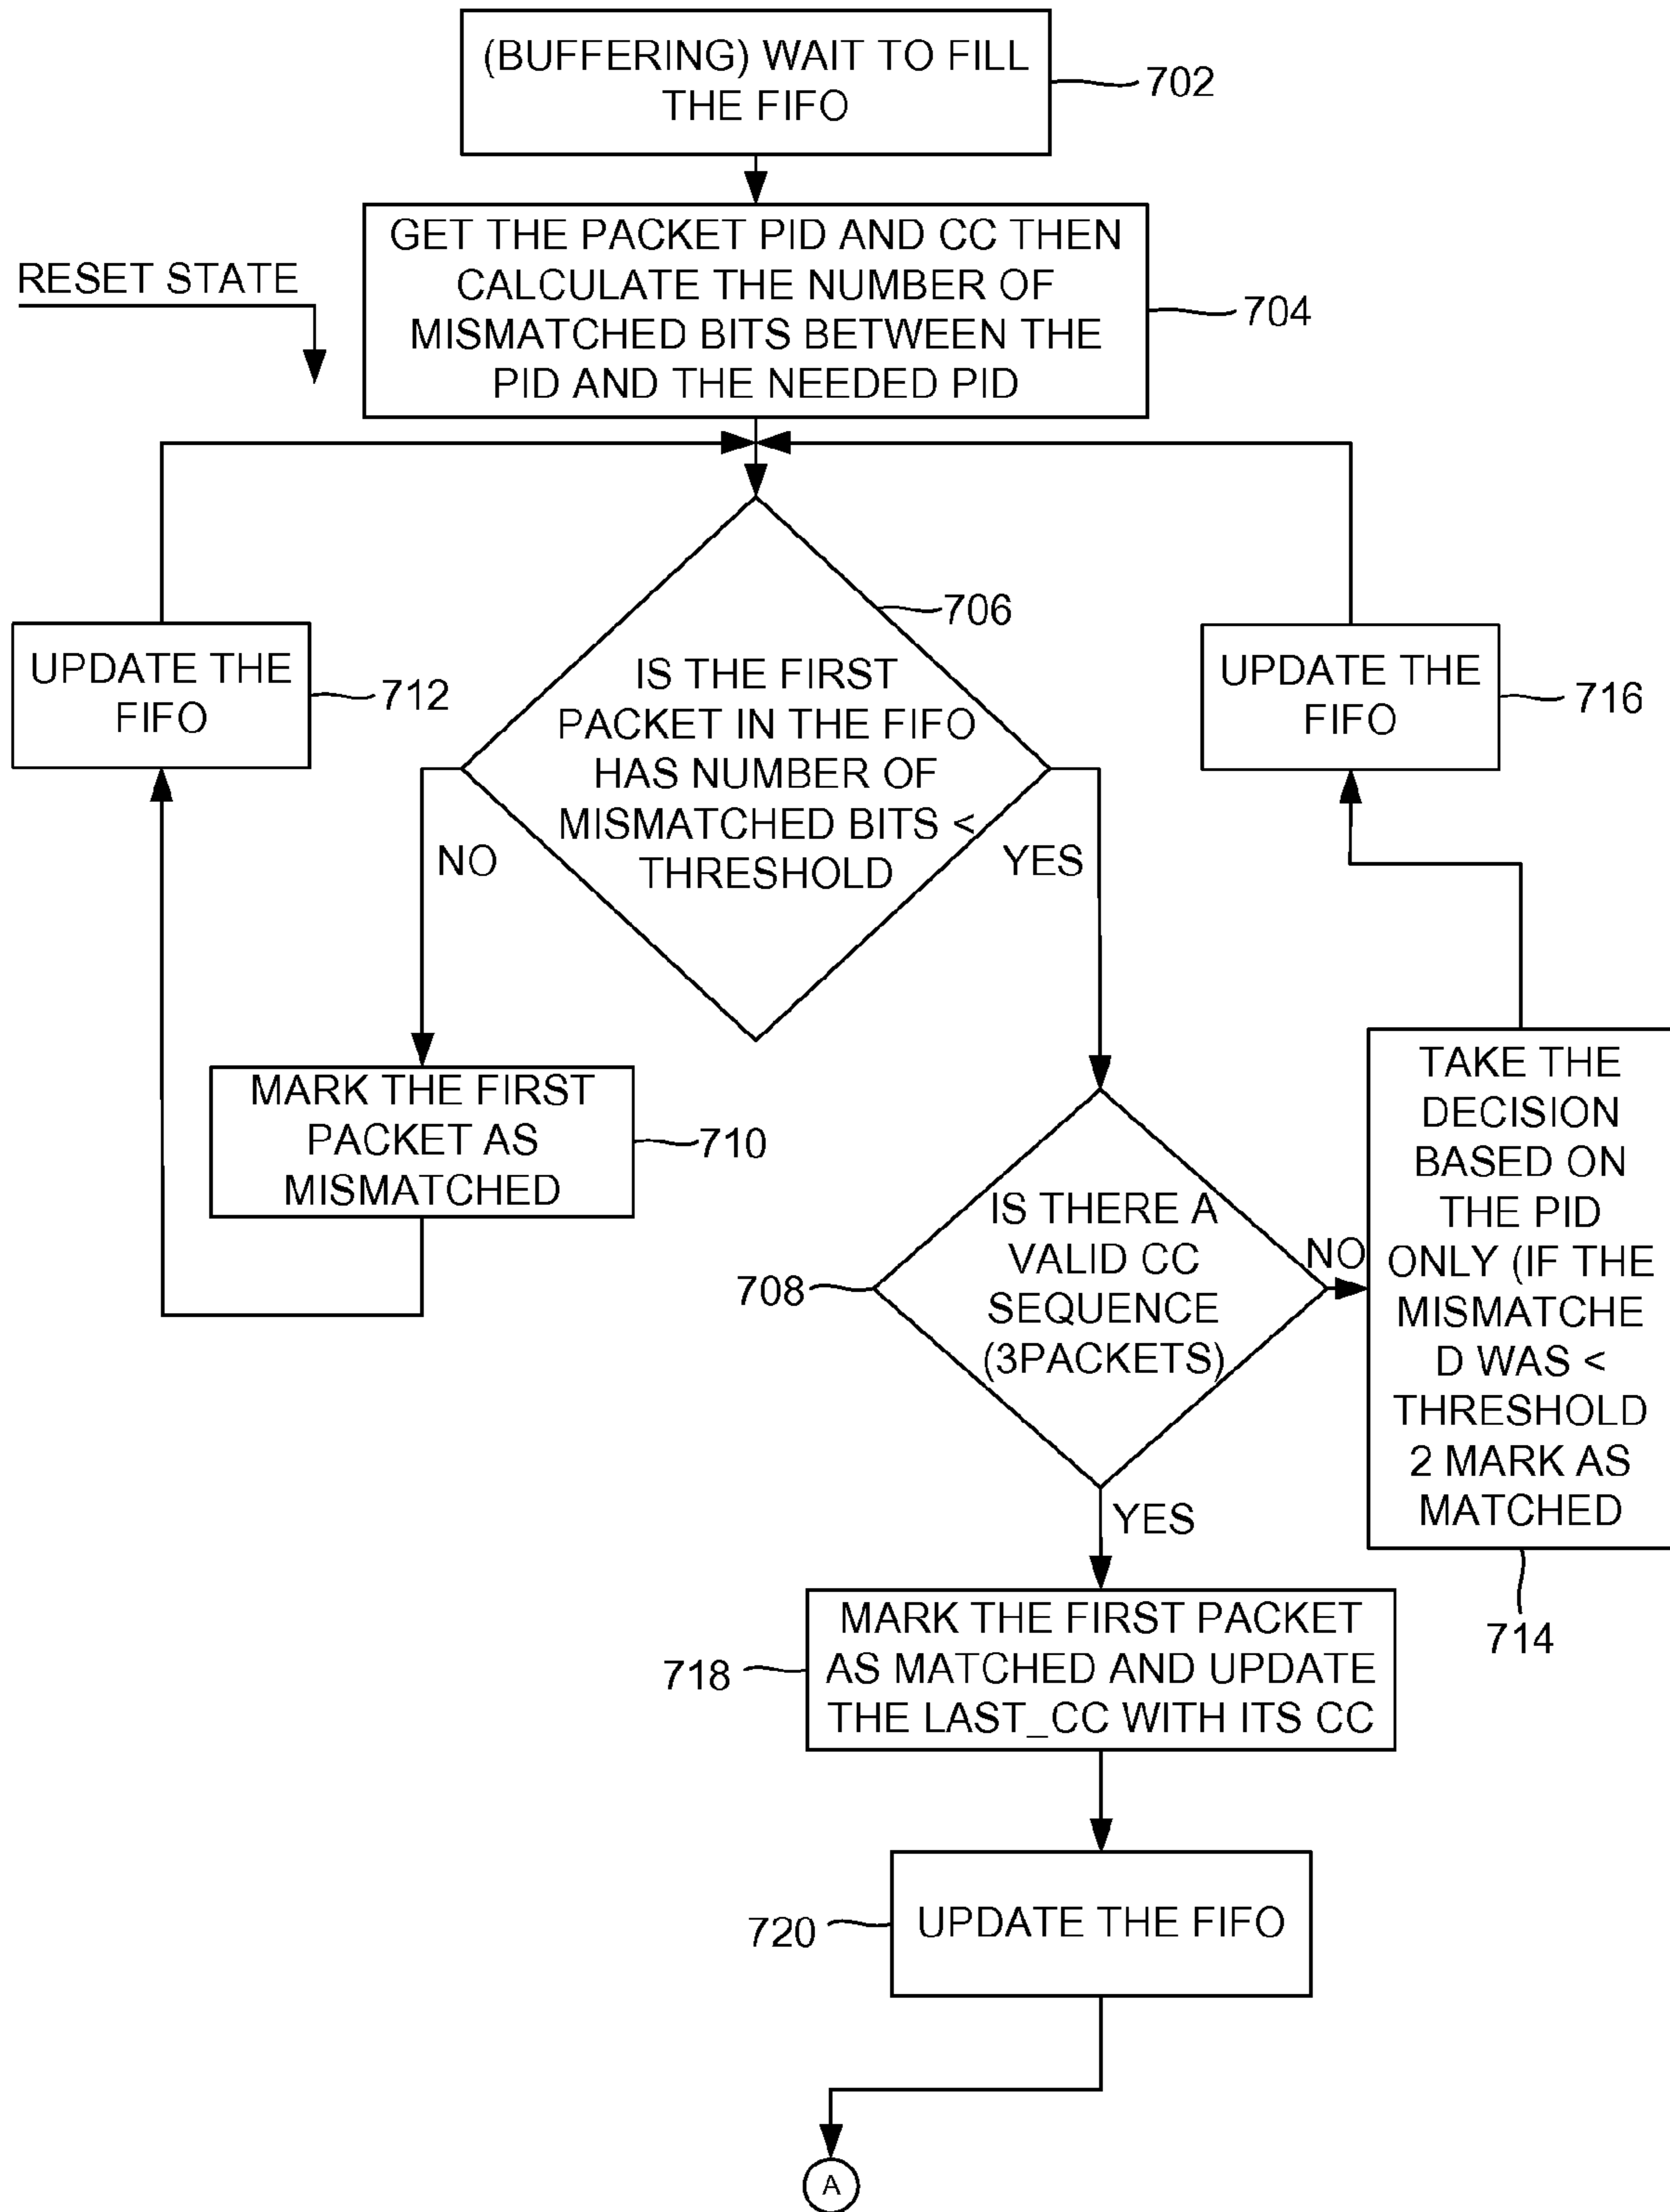 (BUFFERING) WAIT TO FILL
THE FIFO
702
GET THE PACKET PID AND CC THEN
CALCULATE THE NUMBER OF
MISMATCHED BITS BETWEEN THE
PID AND THE NEEDED PID
704
RESET STATE
706
IS THE FIRST
PACKET IN THE FIFO
HAS NUMBER OF
MISMATCHED BITS <
THRESHOLD
UPDATE THE
FIFO
712
UPDATE THE
FIFO
716
NO
YES
MARK THE FIRST
PACKET AS
MISMATCHED
710
IS THERE A
VALID CC
SEQUENCE
(3PACKETS)
708
NO
TAKE THE
DECISION
BASED ON
THE PID
ONLY (IF THE
MISMATCHE
D WAS <
THRESHOLD
2 MARK AS
MATCHED
714
YES
MARK THE FIRST PACKET
AS MATCHED AND UPDATE
THE LAST_CC WITH ITS CC
718
UPDATE THE FIFO
720
A